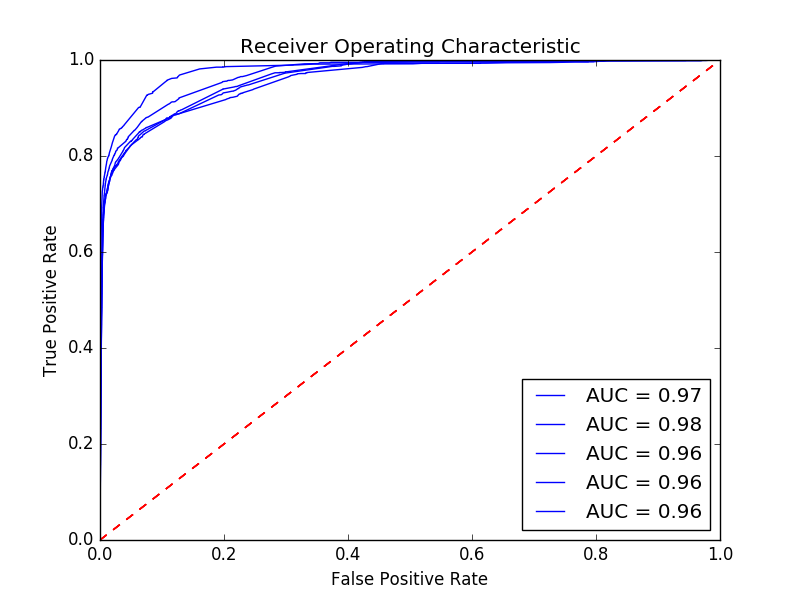 Receiver Operating Characteristic
1.0
0.8
0.6
0.4
0.2
0.0
True Positive Rate
AUC = 0.97
AUC = 0.98
AUC = 0.96
AUC = 0.96
AUC = 0.96
0.0 0.2 0.4 0.6 0.8 1.0
False Positive Rate